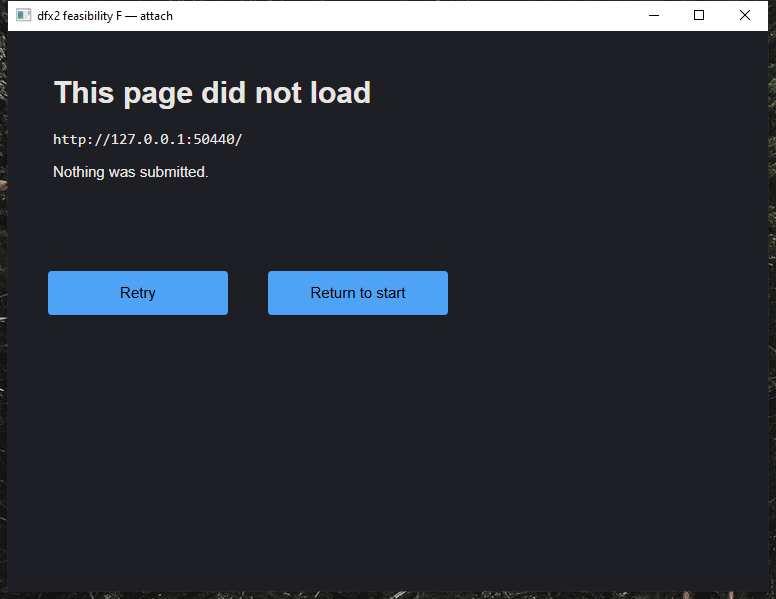 dfx2 feasibility F — attach
This page did not load
http://127.0.0.1:50440/
Nothing was submitted.
Retry
Return to start